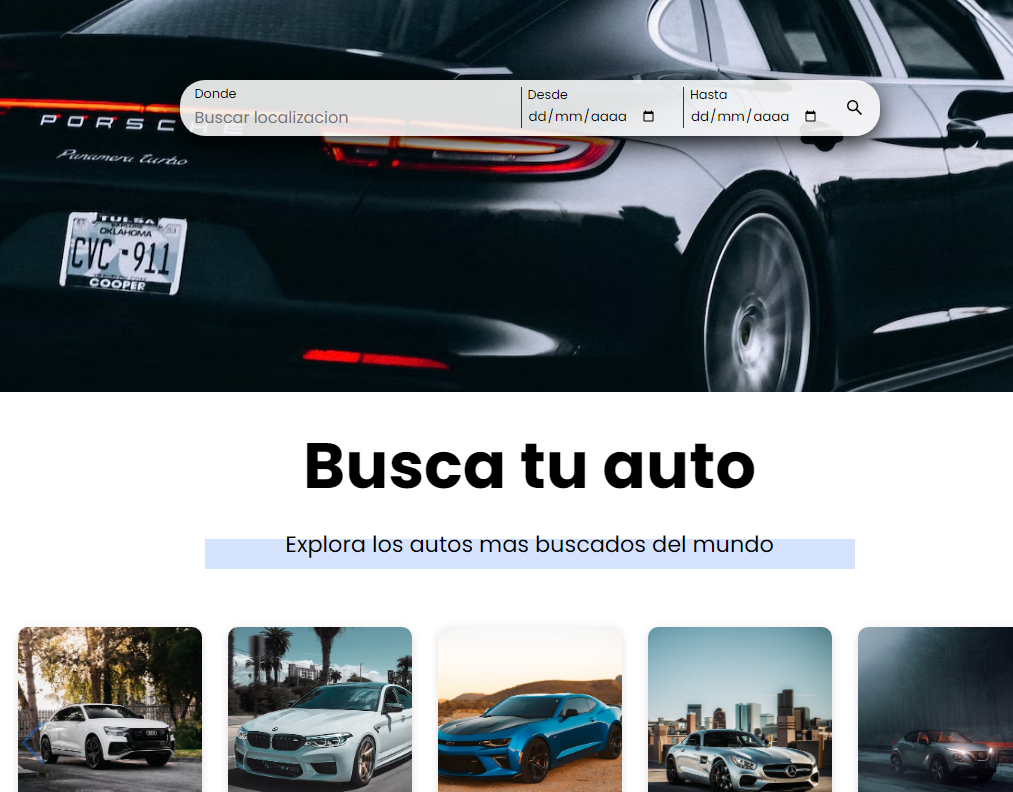 Donde
Desde
Hasta
Buscar localizacion
dd/mm/aaaa
dd/mm/aaaa
PORSCHE
Panamera turbo
TULSA
EXPLORE
OKLAHOMA
CVC-911
COOPER
Busca tu auto
Explora los autos mas buscados del mundo